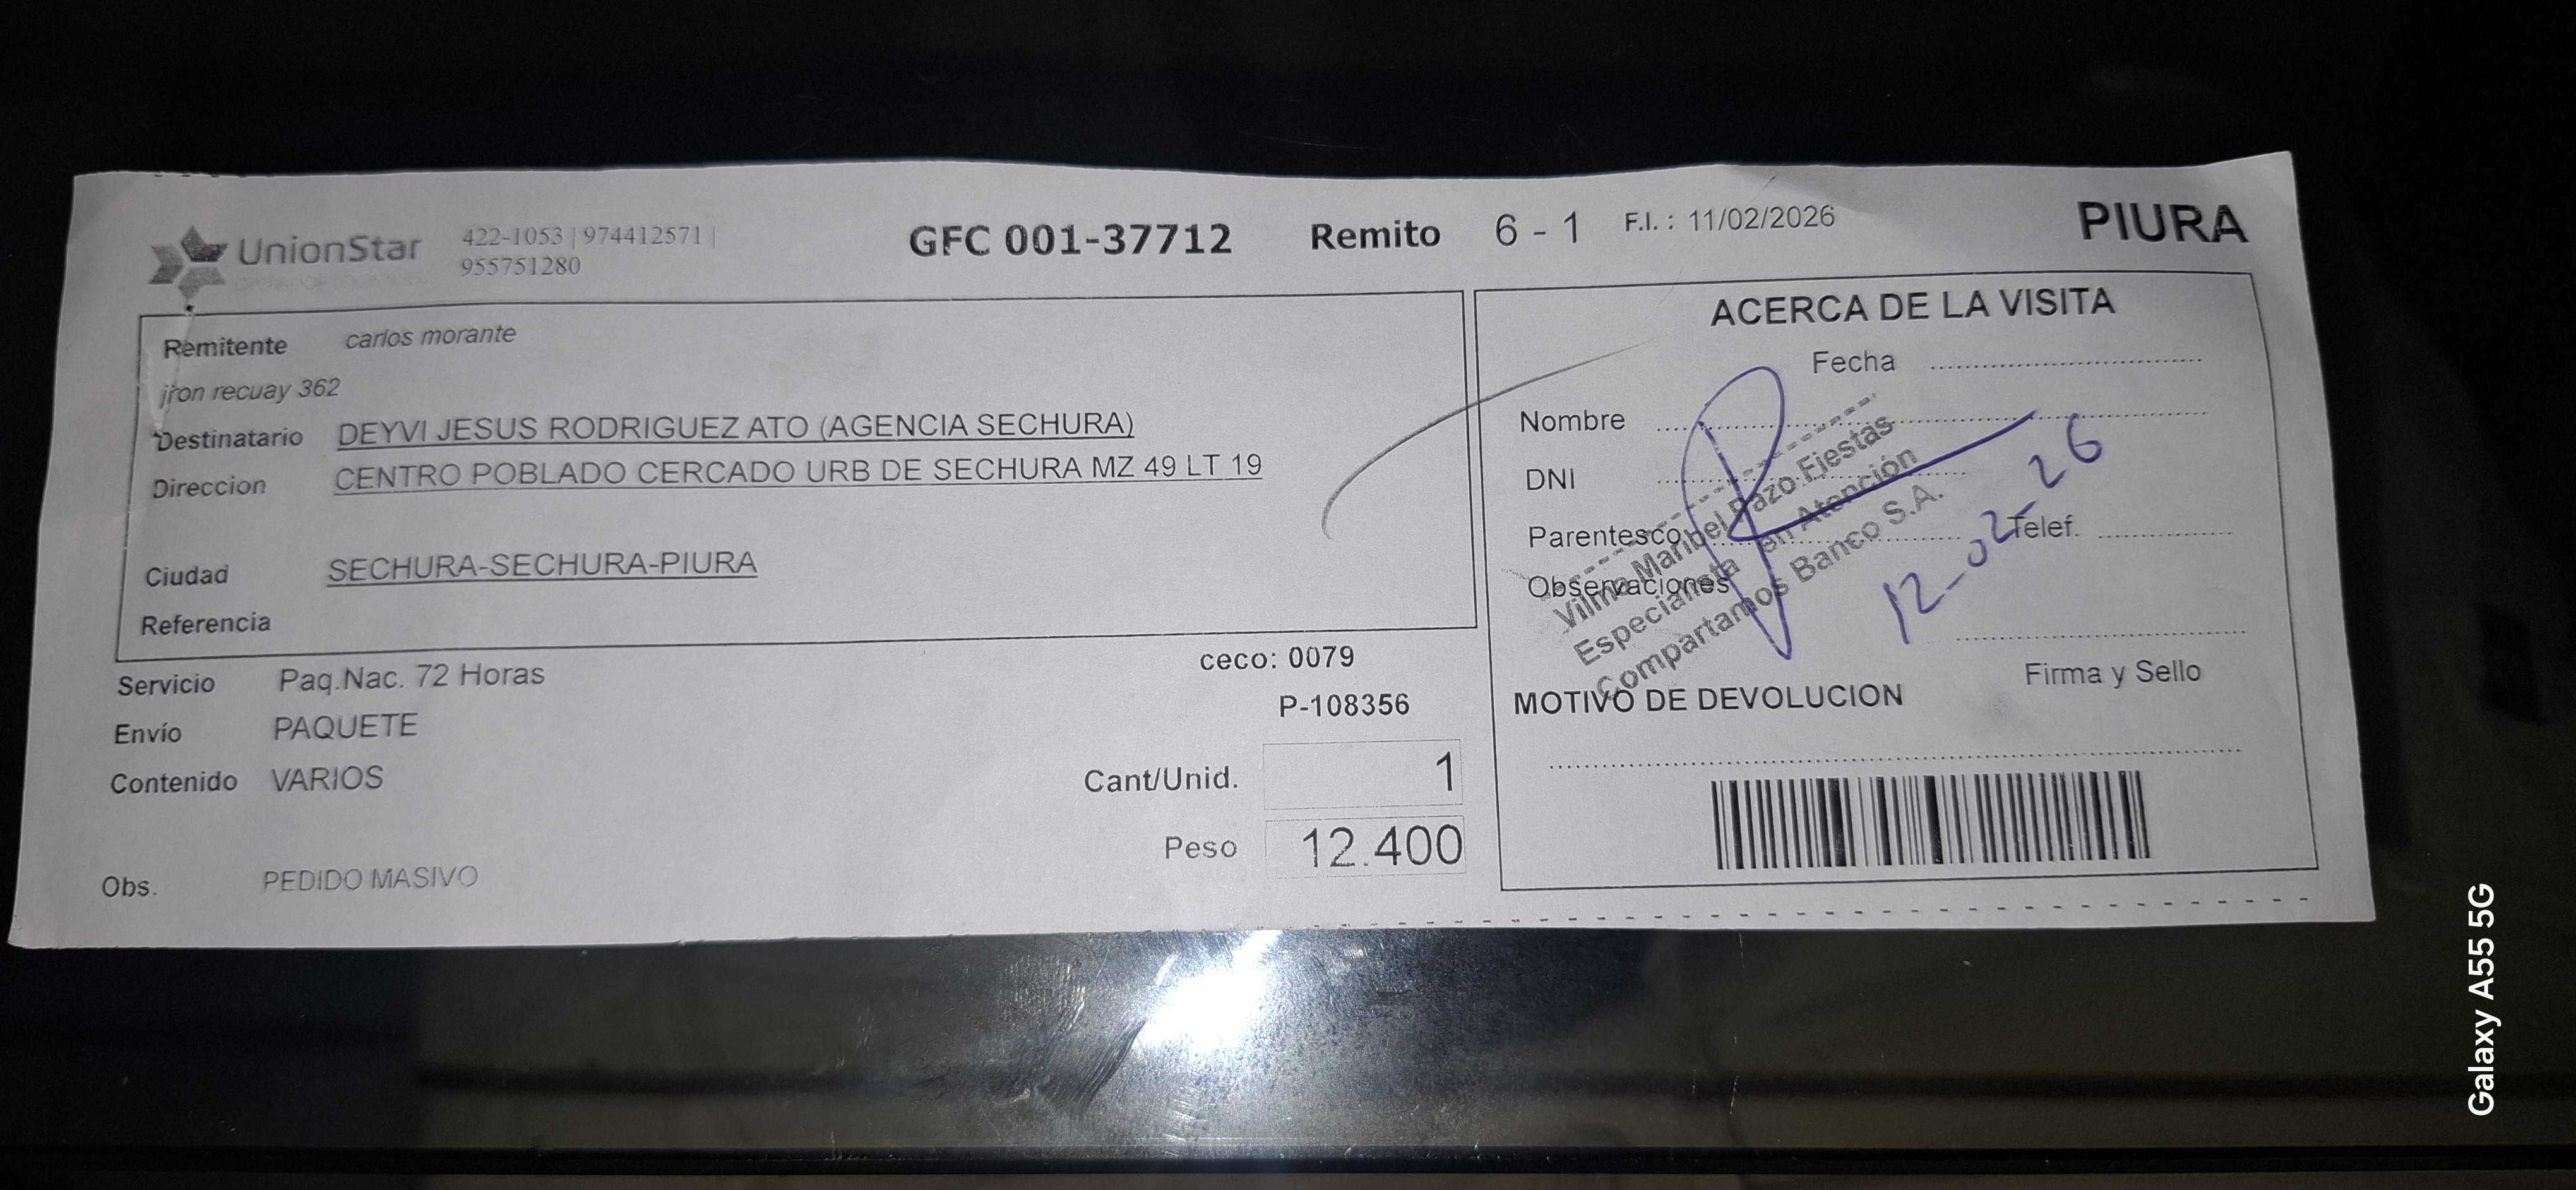 UnionStar
422-1053 | 974412571 |
955751280
GFC 001-37712 Remito 6 - 1 F.I. : 11/02/2026 PIURA
Remitente carlos morante
jron recuay 362
Destinatario DEYVI JESUS RODRIGUEZ ATO (AGENCIA SECHURA)
Direccion CENTRO POBLADO CERCADO URB DE SECHURA MZ 49 LT 19
Ciudad SECHURA-SECHURA-PIURA
Referencia
Servicio Paq.Nac. 72 Horas
Envío PAQUETE
Contenido VARIOS
Obs. PEDIDO MASIVO
ceco: 0079
P-108356
Cant/Unid. 1
Peso 12.400
ACERCA DE LA VISITA
Fecha
Nombre
DNI
Parentesco Telef.
Observaciones
Vilma Maribel Pazo Fiestas
Especialista en Atención
Compartamos Banco S.A.
12-02-26
Firma y Sello
MOTIVO DE DEVOLUCION
Galaxy A55 5G